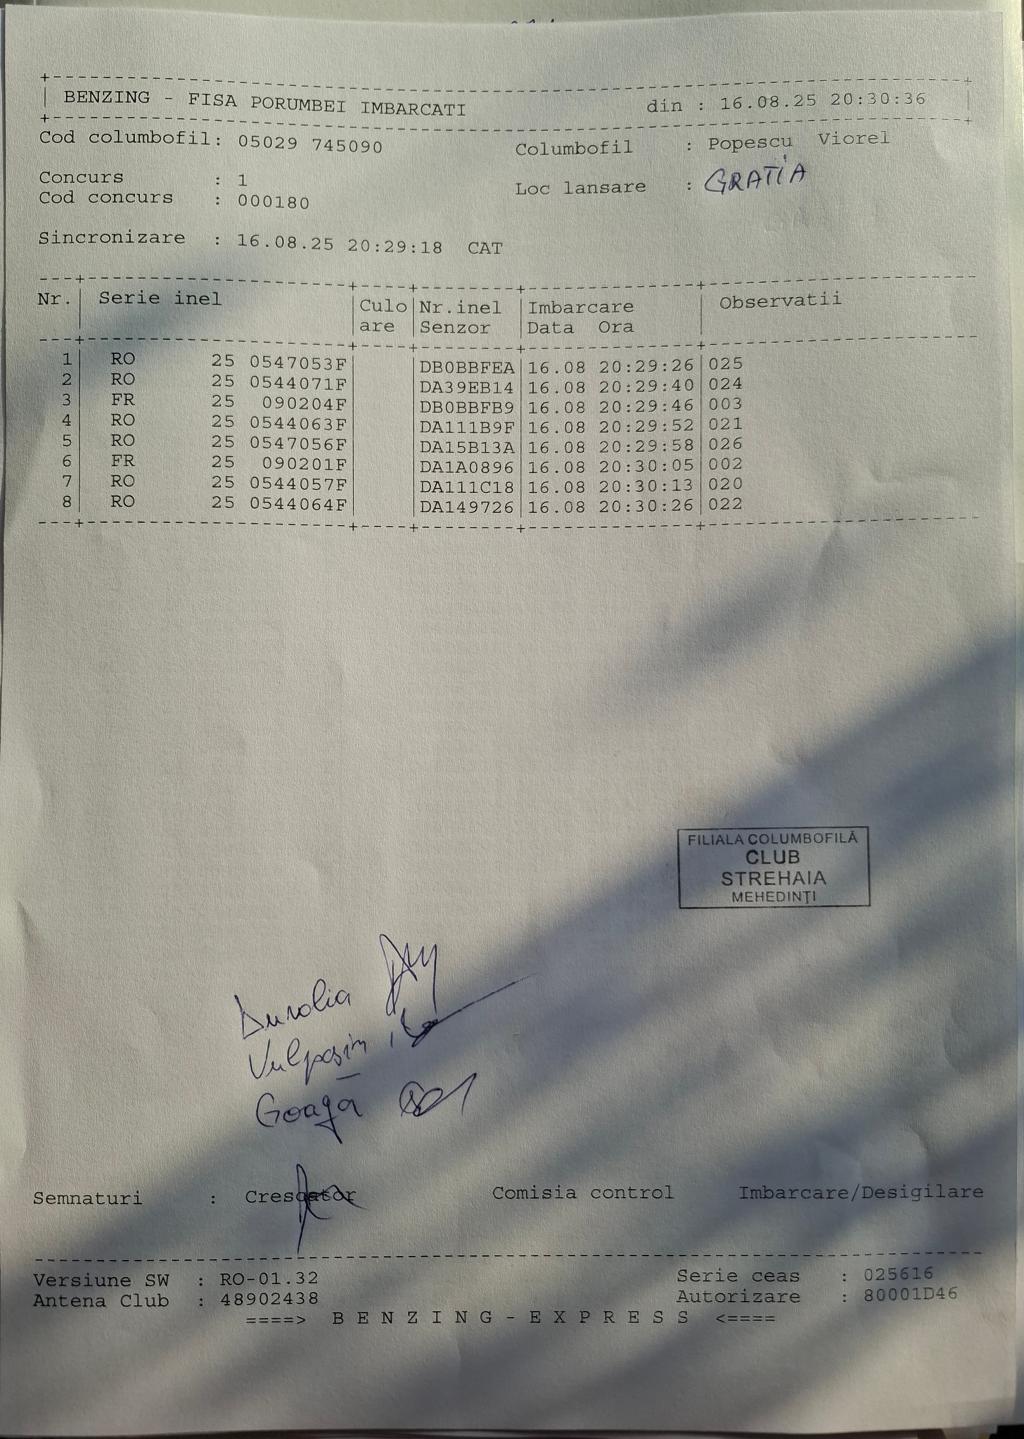 BENZING - FISA PORUMBEI IMBARCATI din : 16.08.25 20:30:36
Cod columbofil: 05029 745090 Columbofil : Popescu Viorel
Concurs : 1 Loc lansare : GRATIA
Cod concurs : 000180
Sincronizare : 16.08.25 20:29:18 CAT
Nr. Serie inel Culo Nr.inel Imbarcare Observatii
are Senzor Data Ora
1 RO 25 0547053F DB0BBFEA 16.08 20:29:26 025
2 RO 25 0544071F DA39EB14 16.08 20:29:40 024
3 FR 25 090204F DB0BBFB9 16.08 20:29:46 003
4 RO 25 0544063F DA111B9F 16.08 20:29:52 021
5 RO 25 0547056F DA15B13A 16.08 20:29:58 026
6 FR 25 090201F DA1A0896 16.08 20:30:05 002
7 RO 25 0544057F DA111C18 16.08 20:30:13 020
8 RO 25 0544064F DA149726 16.08 20:30:26 022
FILIALA COLUMBOFILĂ
CLUB
STREHAIA
MEHEDINŢI
Goagă
Semnaturi : Crescator Comisia control Imbarcare/Desigilare
Versiune SW : RO-01.32 Serie ceas : 025616
Antena Club : 48902438 Autorizare : 80001D46
====> B E N Z I N G - E X P R E S S <====